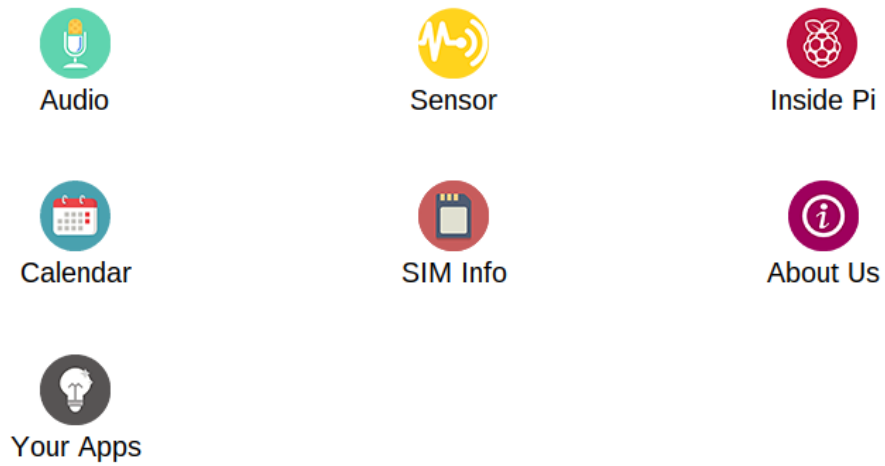 Audio
Sensor
Inside Pi
Calendar
SIM Info
About Us
Your Apps